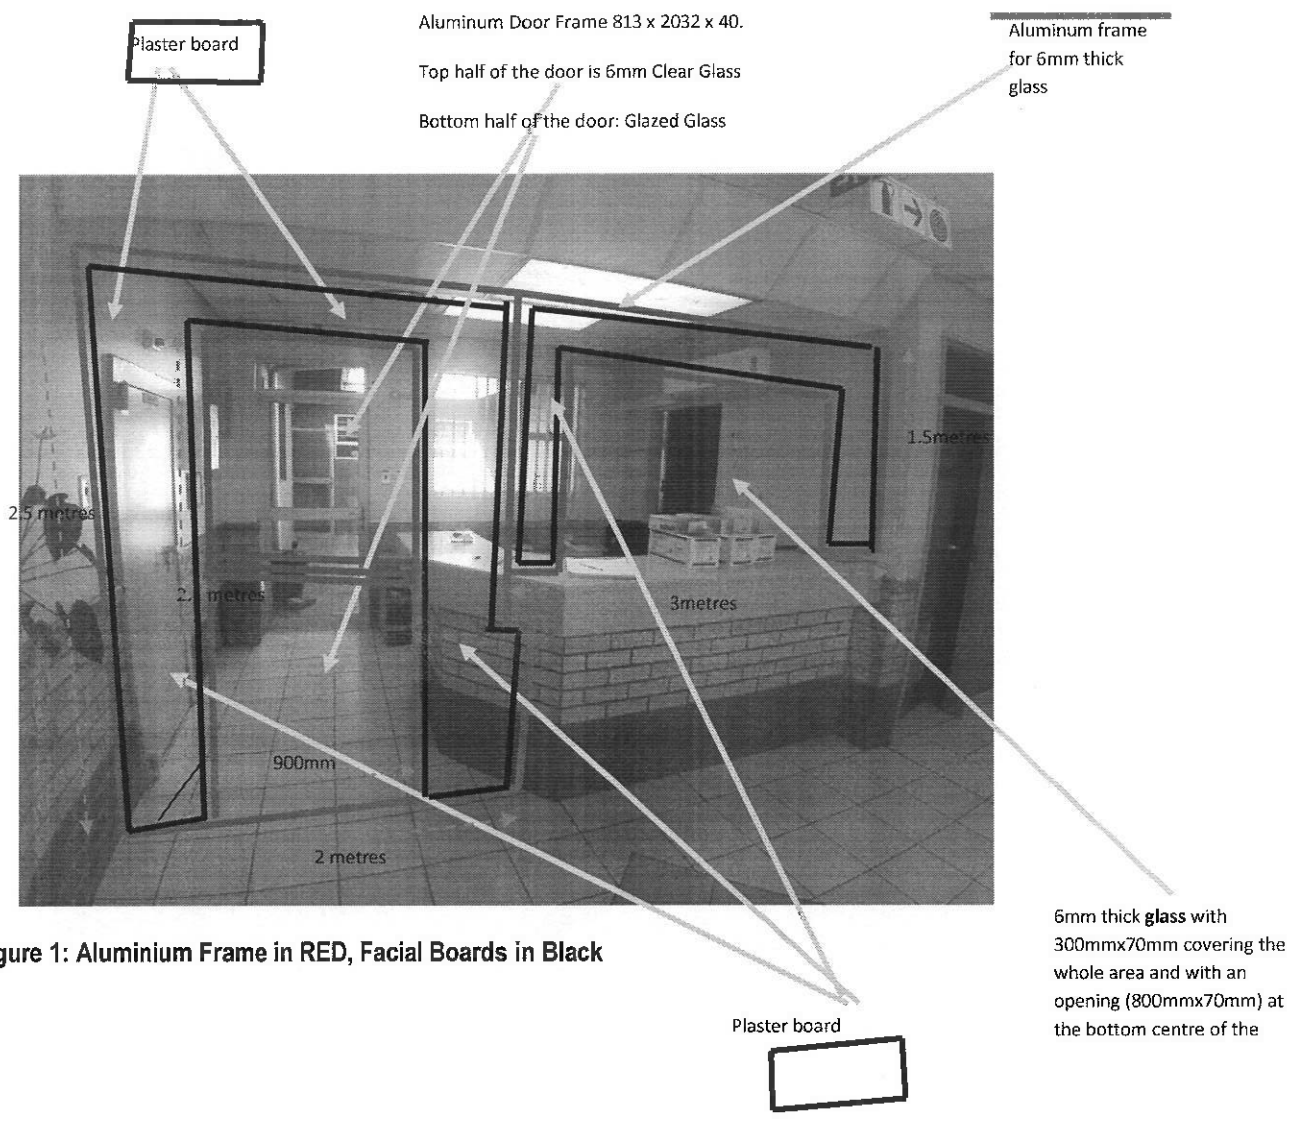 Plaster board
Aluminum Door Frame 813 x 2032 x 40.
Top half of the door is 6mm Clear Glass
Bottom half of the door: Glazed Glass
Aluminum frame
for 6mm thick
glass
1.5metres
2.5 metres
metres
3metres
900mm
2 metres
6mm thick glass with
300mmx70mm covering the
whole area and with an
opening (800mmx70mm) at
the bottom centre of the
gure 1: Aluminium Frame in RED, Facial Boards in Black
Plaster board